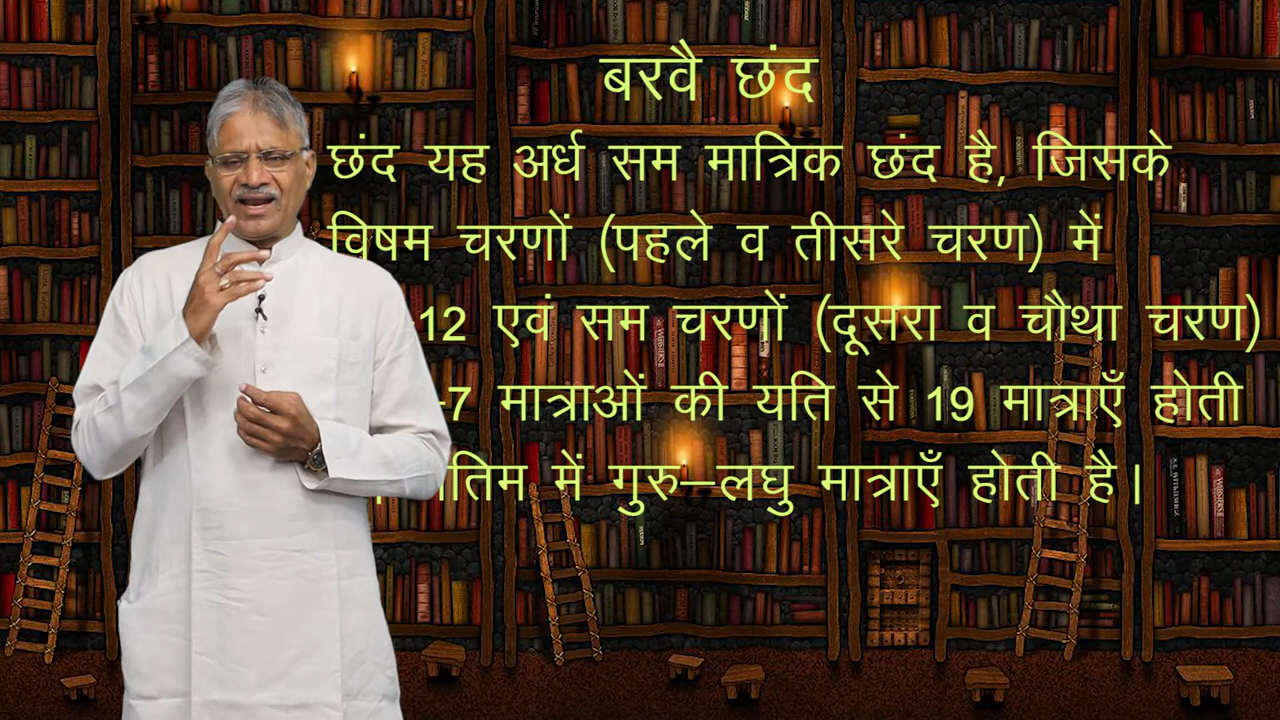 बरवै छंद
छंद यह अर्ध सम मात्रिक छंद है, जिसके
विषम चरणों (पहले व तीसरे चरण) में
-12 एवं सम चरणों (दूसरा व चौथा चरण)
-7 मात्राओं की यति से 19 मात्राएँ होती
में गुरु–लघु मात्राएँ होती है।